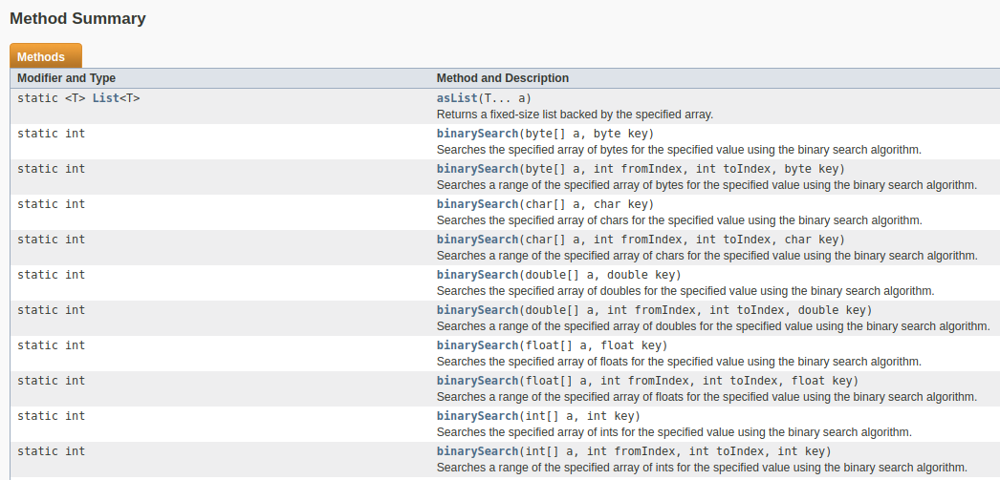 Method Summary
Methods
Modifier and Type Method and Description
static <T> List<T> asList(T... a)
Returns a fixed-size list backed by the specified array.
static int binarySearch(byte[] a, byte key)
Searches the specified array of bytes for the specified value using the binary search algorithm.
static int binarySearch(byte[] a, int fromIndex, int toIndex, byte key)
Searches a range of the specified array of bytes for the specified value using the binary search algorithm.
static int binarySearch(char[] a, char key)
Searches the specified array of chars for the specified value using the binary search algorithm.
static int binarySearch(char[] a, int fromIndex, int toIndex, char key)
Searches a range of the specified array of chars for the specified value using the binary search algorithm.
static int binarySearch(double[] a, double key)
Searches the specified array of doubles for the specified value using the binary search algorithm.
static int binarySearch(double[] a, int fromIndex, int toIndex, double key)
Searches a range of the specified array of doubles for the specified value using the binary search algorithm.
static int binarySearch(float[] a, float key)
Searches the specified array of floats for the specified value using the binary search algorithm.
static int binarySearch(float[] a, int fromIndex, int toIndex, float key)
Searches a range of the specified array of floats for the specified value using the binary search algorithm.
static int binarySearch(int[] a, int key)
Searches the specified array of ints for the specified value using the binary search algorithm.
static int binarySearch(int[] a, int fromIndex, int toIndex, int key)
Searches a range of the specified array of ints for the specified value using the binary search algorithm.